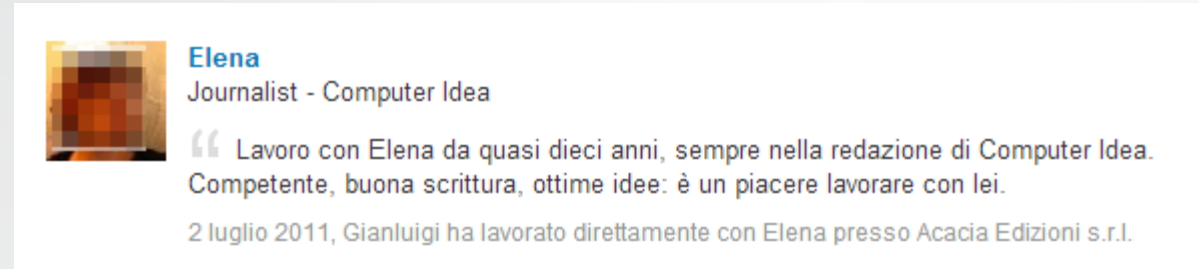 Elena
Journalist - Computer Idea
“ Lavoro con Elena da quasi dieci anni, sempre nella redazione di Computer Idea.
Competente, buona scrittura, ottime idee: è un piacere lavorare con lei.
2 luglio 2011, Gianluigi ha lavorato direttamente con Elena presso Acacia Edizioni s.r.l.